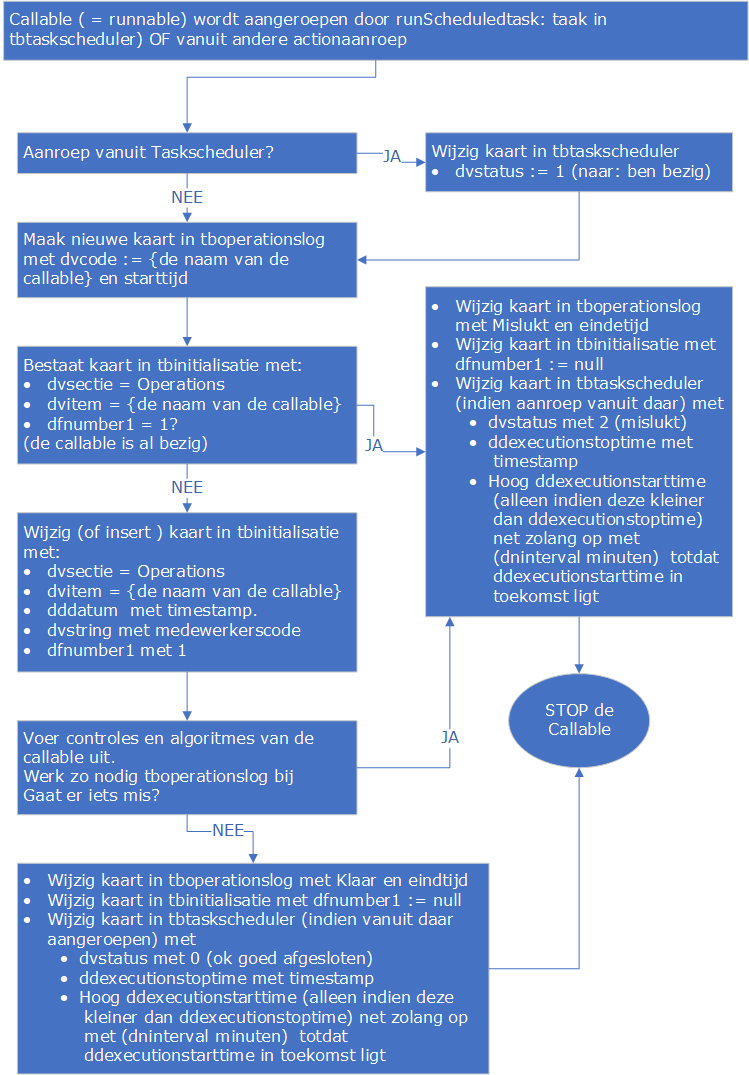 Callable ( = runnable) wordt aangeroepen door runScheduledtask: taak in
tbtaskscheduler) OF vanuit andere actionaanroep
Aanroep vanuit Taskscheduler?
JA
Wijzig kaart in tbtaskscheduler
• dvstatus := 1 (naar: ben bezig)
NEE
Maak nieuwe kaart in tboperationslog
met dvcode := {de naam van de
callable} en starttijd
Bestaat kaart in tbinitialisatie met:
• dvsectie = Operations
• dvitem = {de naam van de callable}
• dfnumber1 = 1?
(de callable is al bezig)
JA
• Wijzig kaart in tboperationslog
met Mislukt en eindetijd
• Wijzig kaart in tbinitialisatie met
dfnumber1 := null
• Wijzig kaart in tbtaskscheduler
(indien aanroep vanuit daar) met
• dvstatus met 2 (mislukt)
• ddexecutionstoptime met
timestamp
• Hoog ddexecutionstarttime
(alleen indien deze kleiner
dan ddexecutionstoptime)
net zolang op met
(dninterval minuten) totdat
ddexecutionstarttime in
toekomst ligt
NEE
Wijzig (of insert ) kaart in tbinitialisatie
met:
• dvsectie = Operations
• dvitem = {de naam van de callable}
• dddatum met timestamp.
• dvstring met medewerkerscode
• dfnumber1 met 1
STOP de
Callable
Voer controles en algoritmes van de
callable uit.
Werk zo nodig tboperationslog bij
Gaat er iets mis?
JA
NEE
• Wijzig kaart in tboperationslog met Klaar en eindtijd
• Wijzig kaart in tbinitialisatie met dfnumber1 := null
• Wijzig kaart in tbtaskscheduler (indien vanuit daar
aangeroepen) met
• dvstatus met 0 (ok goed afgesloten)
• ddexecutionstoptime met timestamp
• Hoog ddexecutionstarttime (alleen indien deze
kleiner dan ddexecutionstoptime) net zolang op
met (dninterval minuten) totdat
ddexecutionstarttime in toekomst ligt